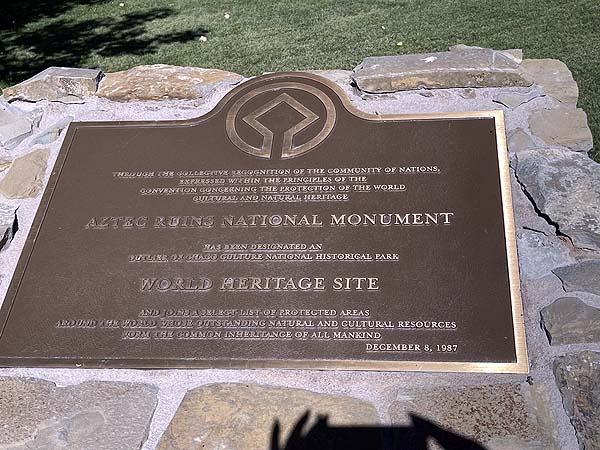 THROUGH THE COLLECTIVE RECOGNITION OF THE COMMUNITY OF NATIONS,
EXPRESSED WITHIN THE PRINCIPLES OF THE
CONVENTION CONCERNING THE PROTECTION OF THE WORLD
CULTURAL AND NATURAL HERITAGE
AZTEC RUINS NATIONAL MONUMENT
HAS BEEN DESIGNATED AN
OUTLIER OF CHACO CULTURE NATIONAL HISTORICAL PARK
WORLD HERITAGE SITE
AND JOINS A SELECT LIST OF PROTECTED AREAS
AROUND THE WORLD WHOSE OUTSTANDING NATURAL AND CULTURAL RESOURCES
FORM THE COMMON INHERITANCE OF ALL MANKIND
DECEMBER 8, 1987